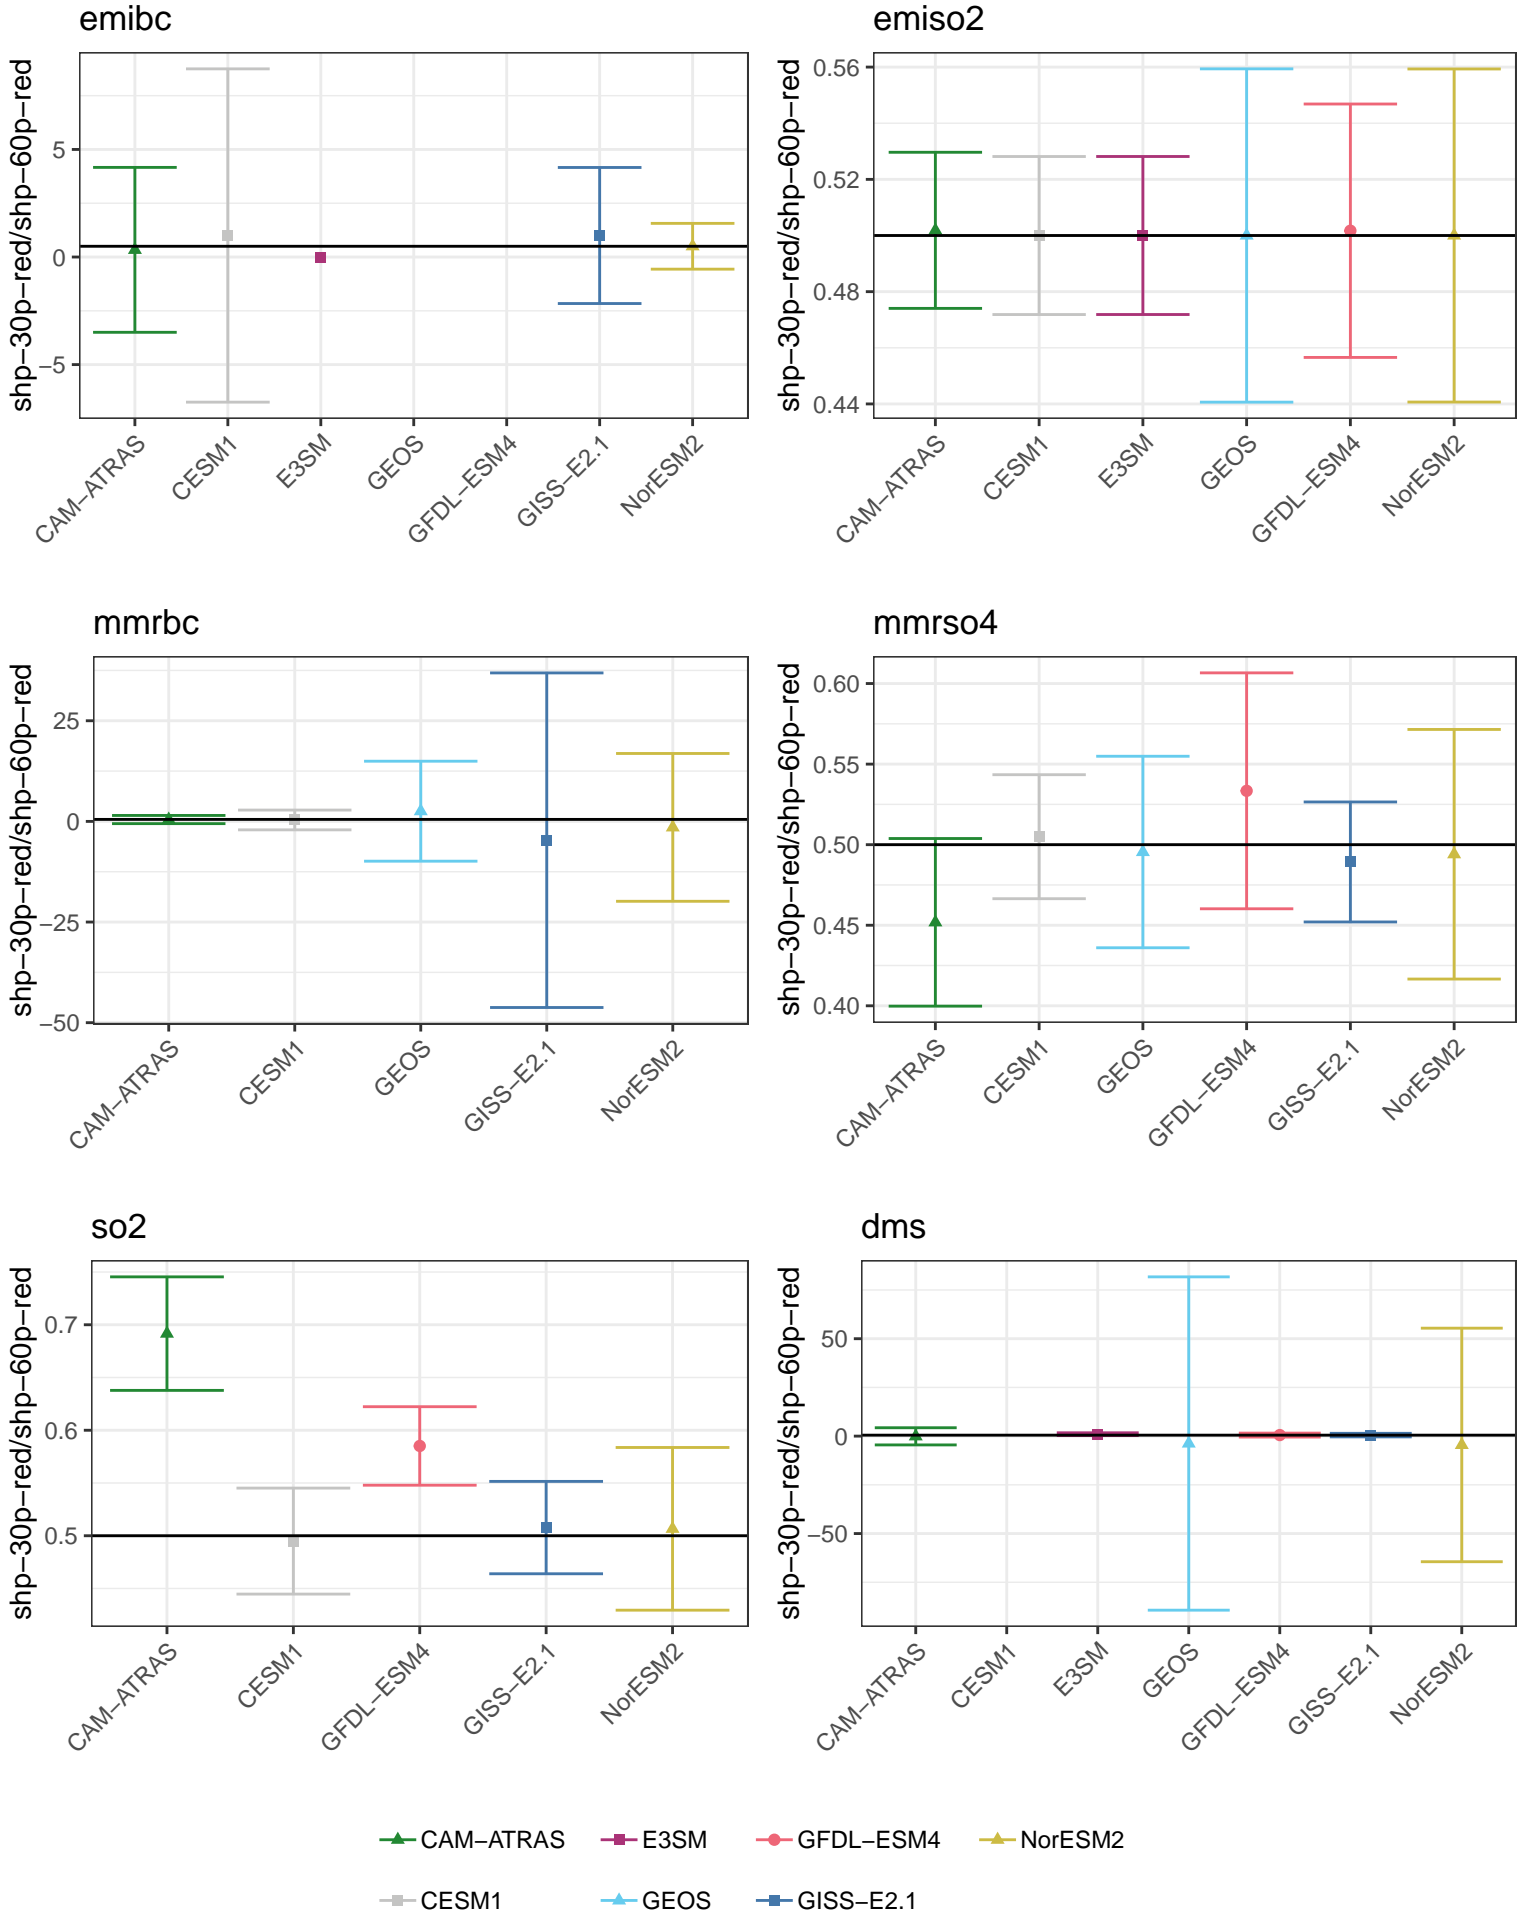 emibc
shp−30p−red/shp−60p−red
5
0
−5
CAM−ATRAS
CESM1
E3SM
GEOS
GFDL−ESM4
GISS−E2.1
NorESM2
emiso2
shp−30p−red/shp−60p−red
0.56
0.52
0.48
0.44
CAM−ATRAS
CESM1
E3SM
GEOS
GFDL−ESM4
NorESM2
mmrbc
shp−30p−red/shp−60p−red
25
0
−25
−50
CAM−ATRAS
CESM1
GEOS
GISS−E2.1
NorESM2
mmrso4
shp−30p−red/shp−60p−red
0.60
0.55
0.50
0.45
0.40
CAM−ATRAS
CESM1
GEOS
GFDL−ESM4
GISS−E2.1
NorESM2
so2
shp−30p−red/shp−60p−red
0.7
0.6
0.5
CAM−ATRAS
CESM1
GFDL−ESM4
GISS−E2.1
NorESM2
dms
shp−30p−red/shp−60p−red
50
0
−50
CAM−ATRAS
CESM1
E3SM
GEOS
GFDL−ESM4
GISS−E2.1
NorESM2
CAM−ATRAS E3SM GFDL−ESM4 NorESM2
CESM1 GEOS GISS−E2.1